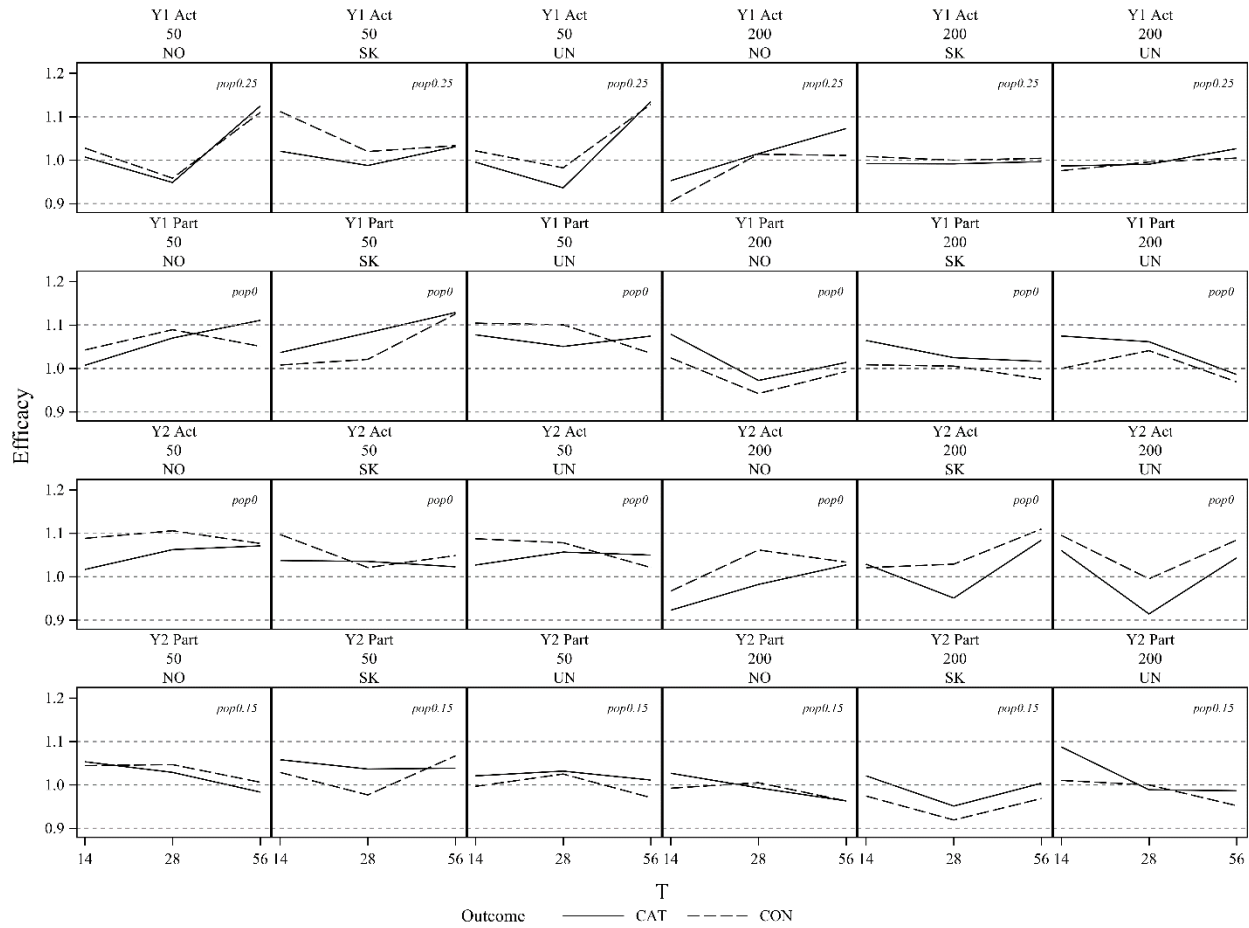 Y1 Act Y1 Act Y1 Act Y1 Act Y1 Act Y1 Act
50 50 50 200 200 200
NO SK UN NO SK UN
1.2
pop0.25 pop0.25 pop0.25 pop0.25 pop0.25 pop0.25
1.1
1.0
0.9
Y1 Part Y1 Part Y1 Part Y1 Part Y1 Part Y1 Part
50 50 50 200 200 200
NO SK UN NO SK UN
1.2
pop0 pop0 pop0 pop0 pop0 pop0
1.1
1.0
0.9
Efficacy
Y2 Act Y2 Act Y2 Act Y2 Act Y2 Act Y2 Act
50 50 50 200 200 200
NO SK UN NO SK UN
1.2
pop0 pop0 pop0 pop0 pop0 pop0
1.1
1.0
0.9
Y2 Part Y2 Part Y2 Part Y2 Part Y2 Part Y2 Part
50 50 50 200 200 200
NO SK UN NO SK UN
1.2
pop0.15 pop0.15 pop0.15 pop0.15 pop0.15 pop0.15
1.1
1.0
0.9
14 28 56 14 28 56 14 28 56 14 28 56 14 28 56 14 28 56
T
Outcome CAT CON